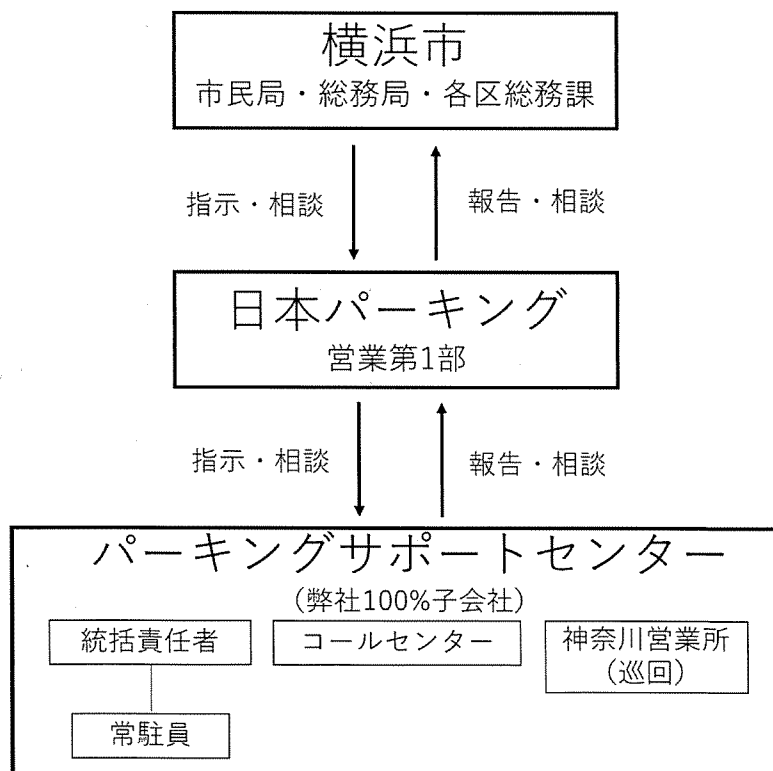 横浜市
市民局・総務局・各区総務課
指示・相談
報告・相談
日本パーキング
営業第1部
指示・相談
報告・相談
パーキングサポートセンター
(弊社100%子会社)
統括責任者
コールセンター
神奈川営業所
(巡回)
常駐員